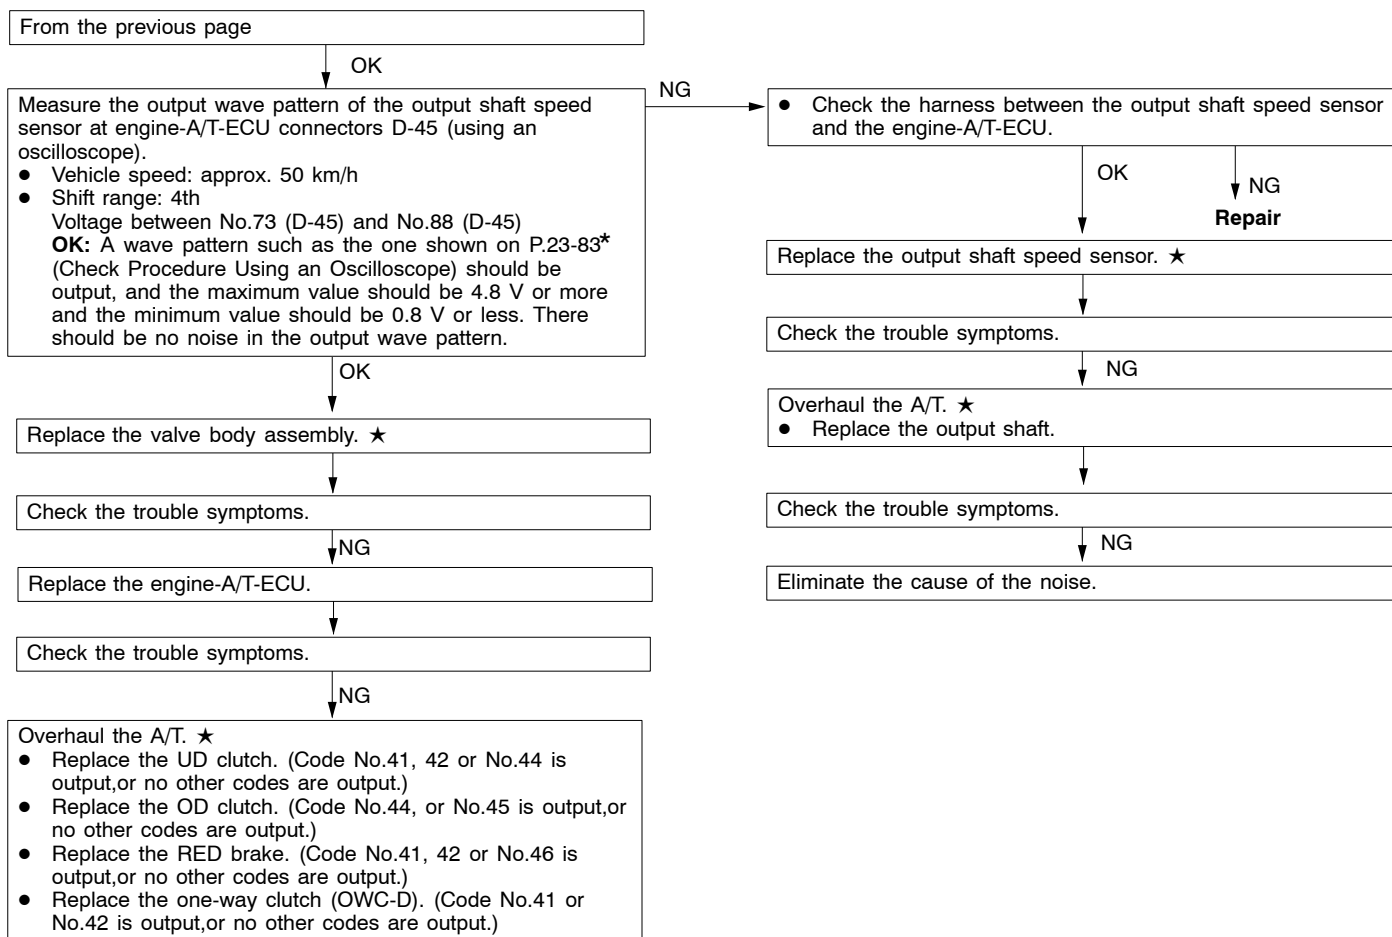 From the previous page
OK
Measure the output wave pattern of the output shaft speed
sensor at engine-A/T-ECU connectors D-45 (using an
oscilloscope).
● Vehicle speed: approx. 50 km/h
● Shift range: 4th
Voltage between No.73 (D-45) and No.88 (D-45)
OK: A wave pattern such as the one shown on P.23-83*
(Check Procedure Using an Oscilloscope) should be
output, and the maximum value should be 4.8 V or more
and the minimum value should be 0.8 V or less. There
should be no noise in the output wave pattern.
OK
Replace the valve body assembly. ★
Check the trouble symptoms.
NG
Replace the engine-A/T-ECU.
Check the trouble symptoms.
NG
Overhaul the A/T. ★
● Replace the UD clutch. (Code No.41, 42 or No.44 is
output,or no other codes are output.)
● Replace the OD clutch. (Code No.44, or No.45 is output,or
no other codes are output.)
● Replace the RED brake. (Code No.41, 42 or No.46 is
output,or no other codes are output.)
● Replace the one-way clutch (OWC-D). (Code No.41 or
No.42 is output,or no other codes are output.)
NG
● Check the harness between the output shaft speed sensor
and the engine-A/T-ECU.
OK
NG
Repair
Replace the output shaft speed sensor. ★
Check the trouble symptoms.
NG
Overhaul the A/T. ★
● Replace the output shaft.
Check the trouble symptoms.
NG
Eliminate the cause of the noise.